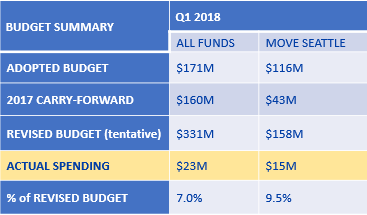 BUDGET SUMMARY
Q1 2018
ALL FUNDS MOVE SEATTLE
ADOPTED BUDGET $171M $116M
2017 CARRY-FORWARD $160M $43M
REVISED BUDGET (tentative) $331M $158M
ACTUAL SPENDING $23M $15M
% of REVISED BUDGET 7.0% 9.5%